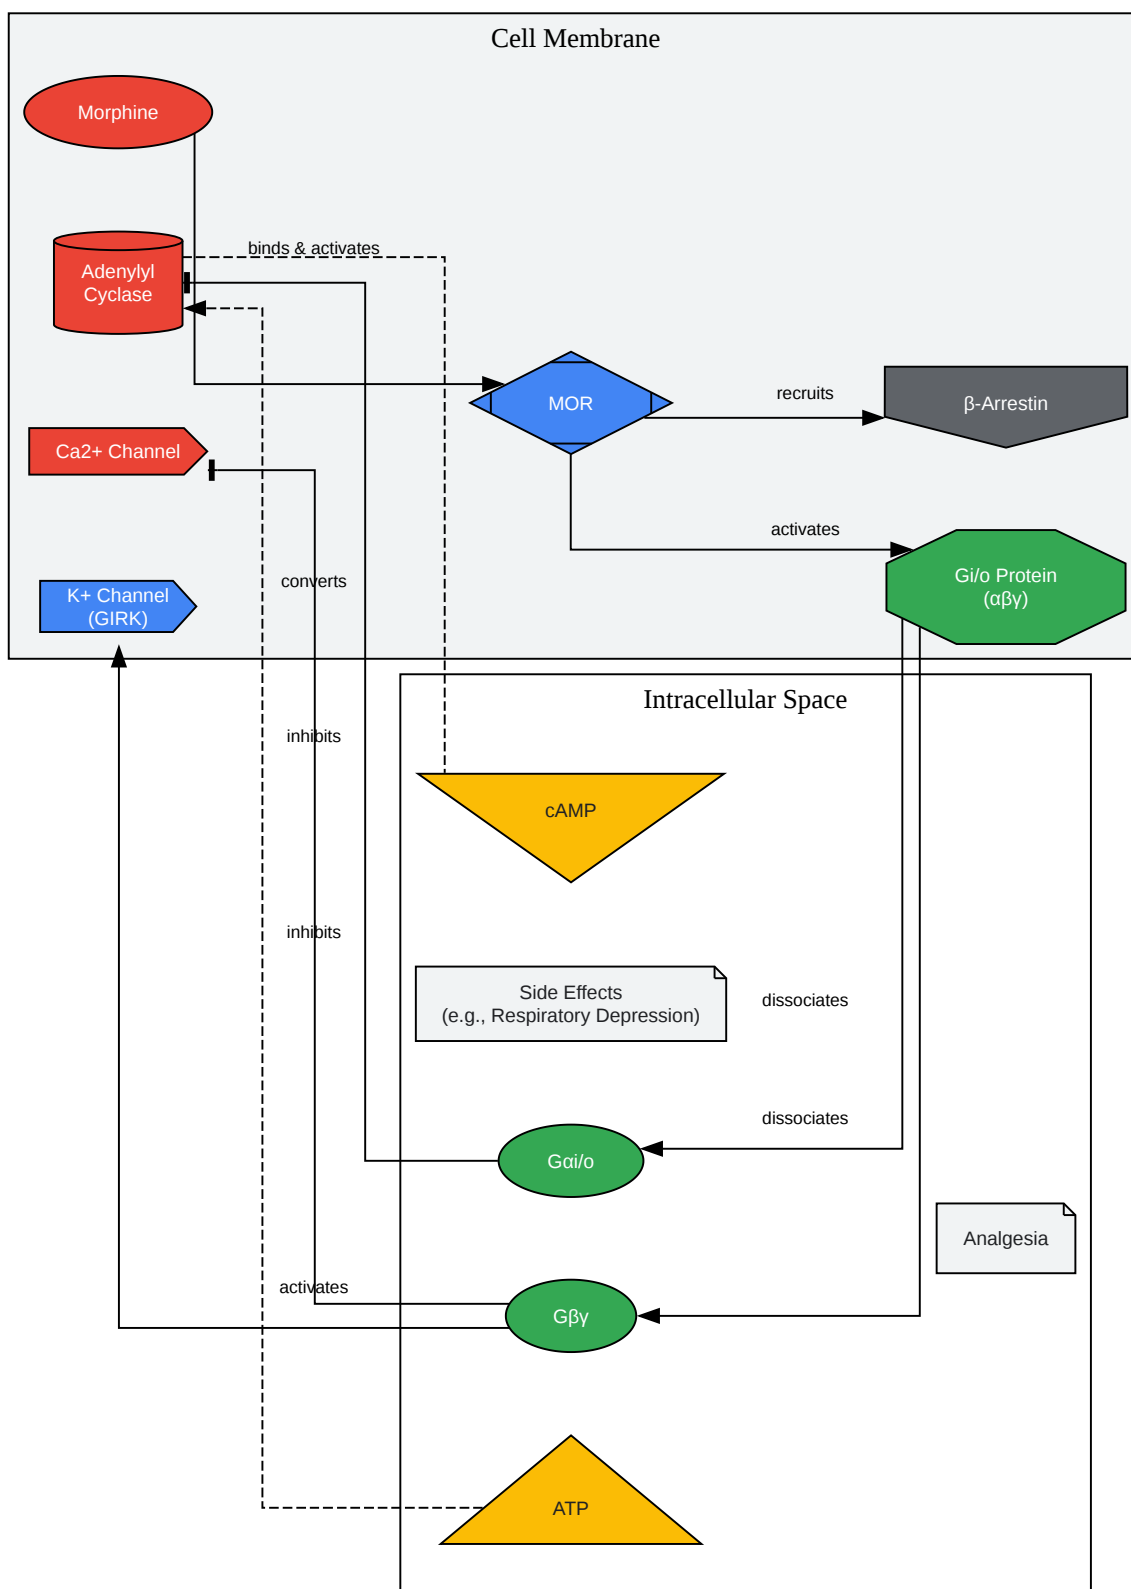 Cell Membrane
Morphine
binds & activates
Adenylyl
Cyclase
MOR
recruits
β-Arrestin
Ca2+ Channel
activates
converts
K+ Channel
(GIRK)
Gi/o Protein
(αβγ)
Intracellular Space
inhibits
cAMP
inhibits
Side Effects
(e.g., Respiratory Depression)
dissociates
dissociates
Gαi/o
Analgesia
activates
Gβγ
ATP